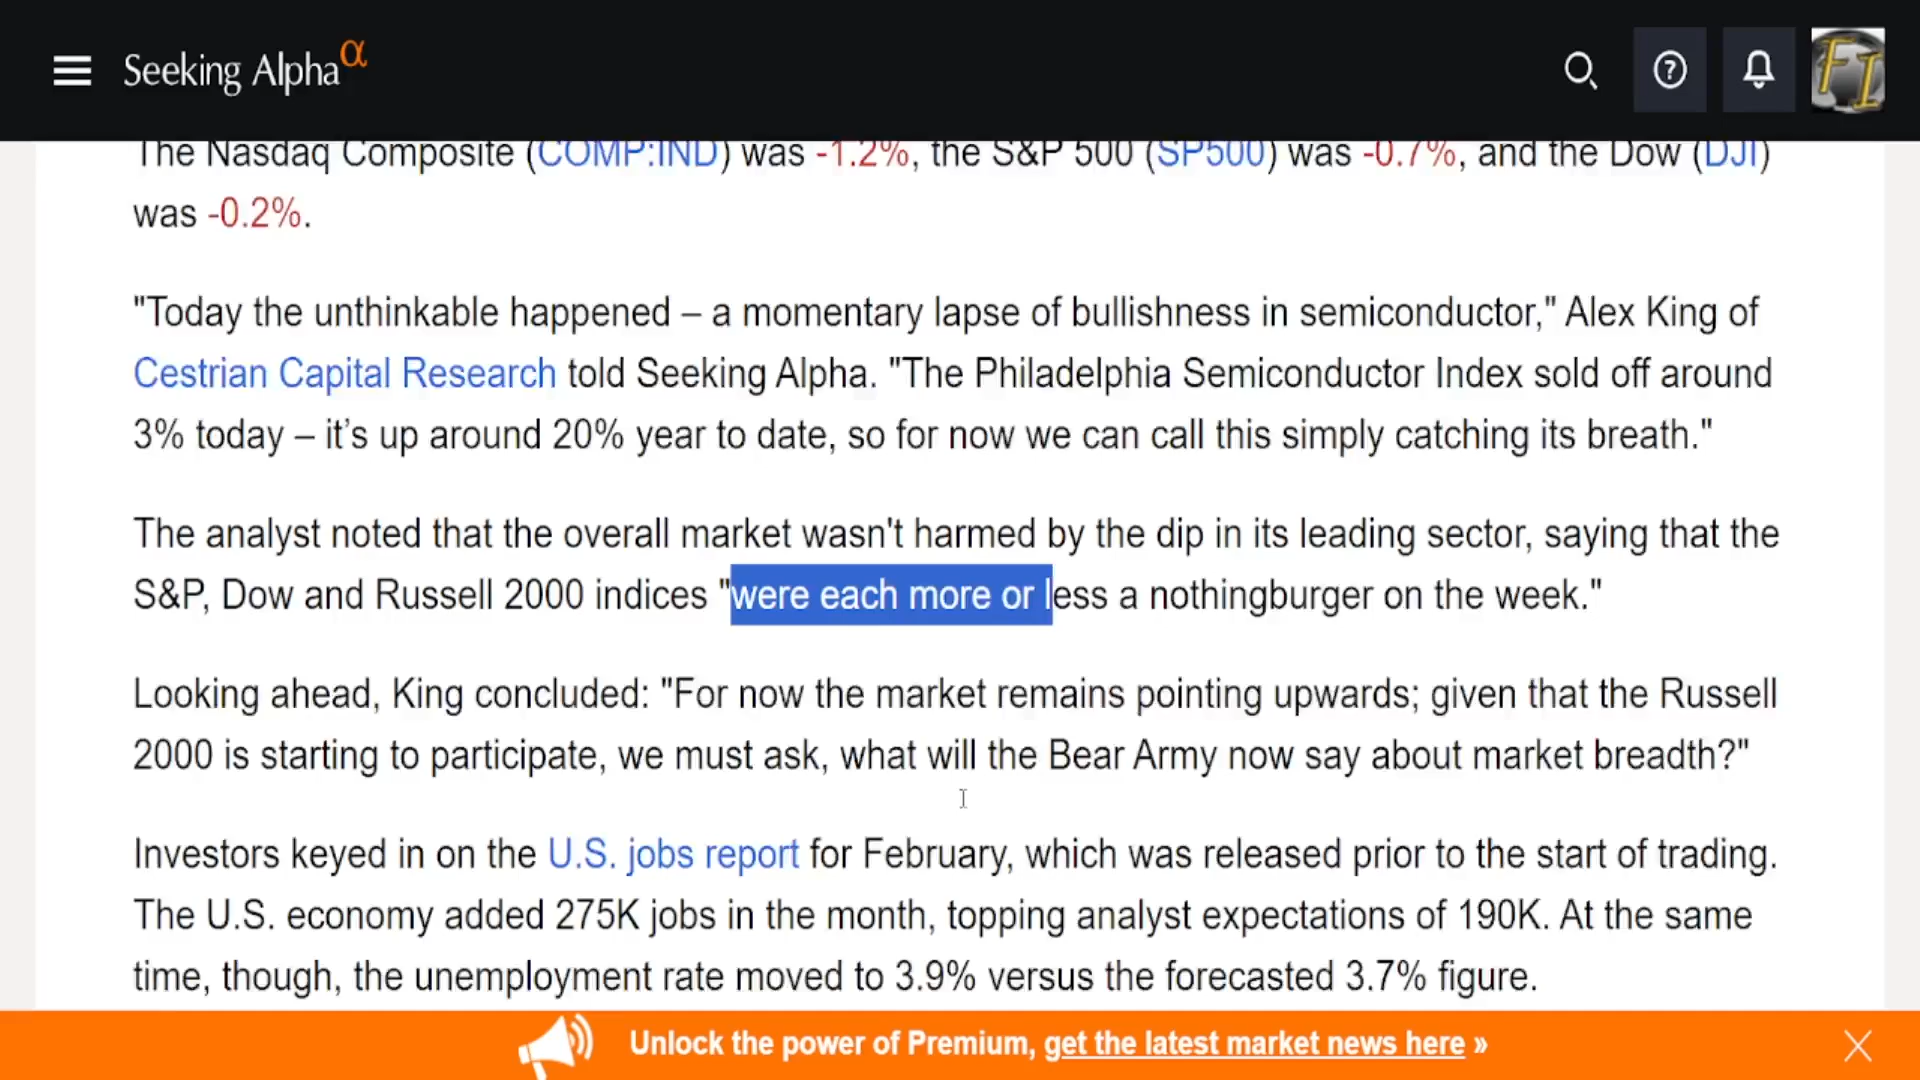 Seeking Alpha α
FI
The Nasdaq Composite (COMP:IND) was -1.2%, the S&P 500 (SP500) was -0.7%, and the Dow (DJI)
was -0.2%.
"Today the unthinkable happened – a momentary lapse of bullishness in semiconductor," Alex King of
Cestrian Capital Research told Seeking Alpha. "The Philadelphia Semiconductor Index sold off around
3% today – it’s up around 20% year to date, so for now we can call this simply catching its breath."
The analyst noted that the overall market wasn't harmed by the dip in its leading sector, saying that the
S&P, Dow and Russell 2000 indices "were each more or less a nothingburger on the week."
Looking ahead, King concluded: "For now the market remains pointing upwards; given that the Russell
2000 is starting to participate, we must ask, what will the Bear Army now say about market breadth?"
Investors keyed in on the U.S. jobs report for February, which was released prior to the start of trading.
The U.S. economy added 275K jobs in the month, topping analyst expectations of 190K. At the same
time, though, the unemployment rate moved to 3.9% versus the forecasted 3.7% figure.
Unlock the power of Premium, get the latest market news here »